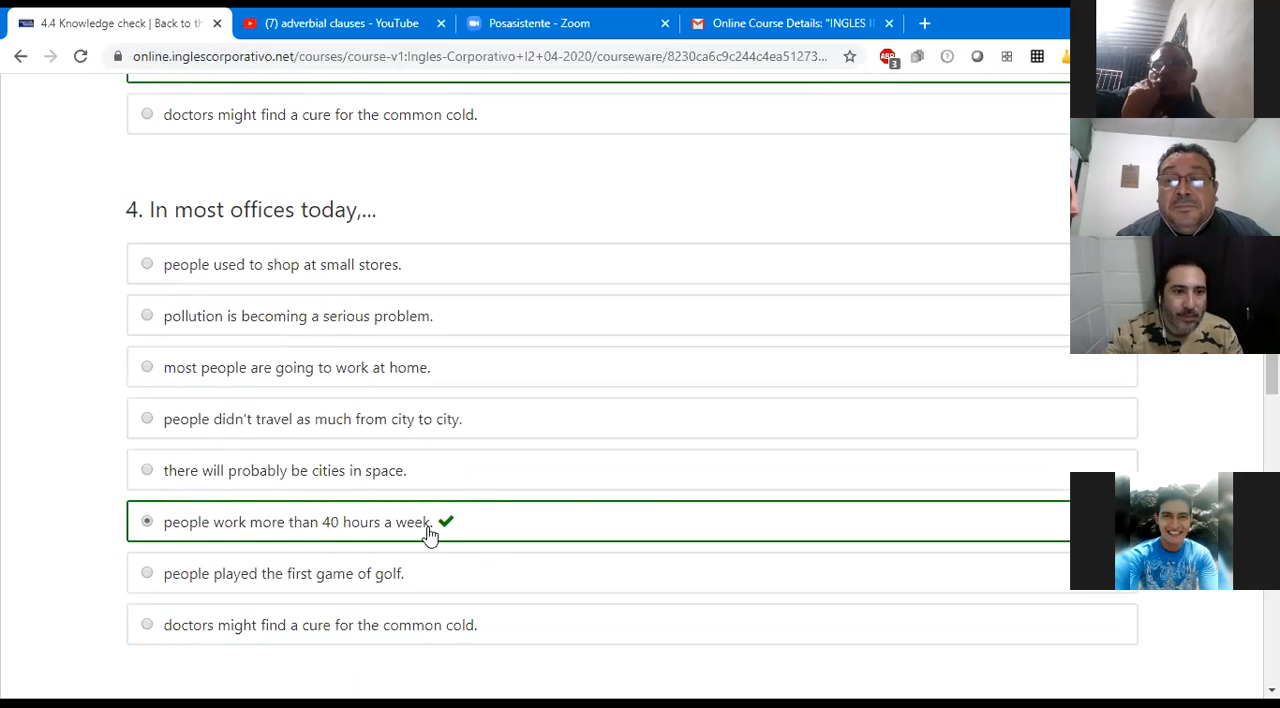 4.4 Knowledge check | Back to th
(7) adverbial clauses - YouTube
Posasistente - Zoom
Online Course Details: "INGLES I
online.inglescorporativo.net/courses/course-v1:Ingles-corporativo+I2+04-2020/courseware/8230ca6c9c244c4ea51273...
3
doctors might find a cure for the common cold.
4. In most offices today,...
people used to shop at small stores.
pollution is becoming a serious problem.
most people are going to work at home.
people didn't travel as much from city to city.
there will probably be cities in space.
people work more than 40 hours a week.
people played the first game of golf.
doctors might find a cure for the common cold.